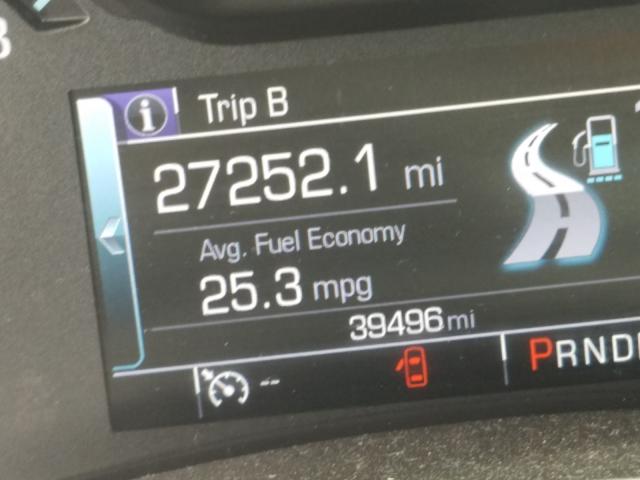 Trip B
27252.1 mi
Avg. Fuel Economy
25.3 mpg
39496 mi
--
PRND